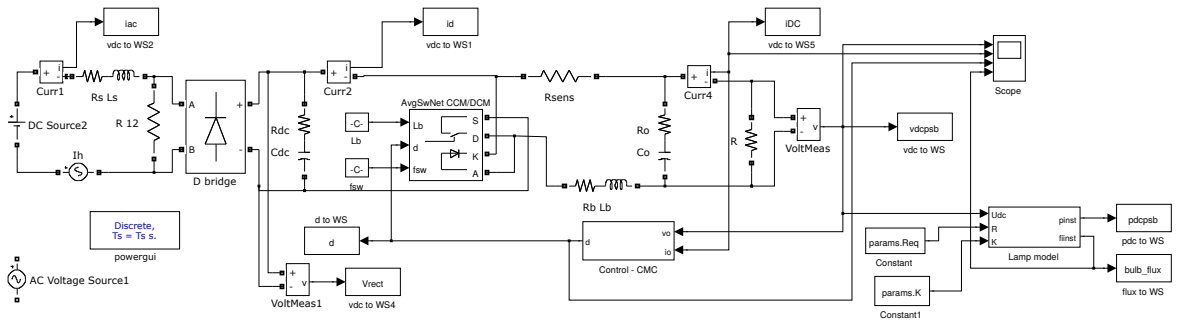 iac
vdc to WS2
id
vdc to WS1
iDC
vdc to WS5
Scope
+
-
i
Curr1
Rs Ls
DC Source2
R 12
Ih
A
B
+
-
D bridge
Rdc
Cdc
+
-
i
Curr2
AvgSwNet CCM/DCM
-C-
Lb
-C-
fsw
Lb
d
fsw
S
D
K
A
Rsens
Rb Lb
Ro
Co
+
-
i
Curr4
R
+
-
v
VoltMeas
vdcpsb
vdc to WS
Discrete,
Ts = Ts s.
powergui
AC Voltage Source1
d to WS
d
+
-
v
VoltMeas1
Vrect
vdc to WS4
d
vo
io
Control - CMC
params.Req
Constant
params.K
Constant1
Udc
R
K
pinst
fiinst
Lamp model
pdcpsb
pdc to WS
bulb_flux
flux to WS